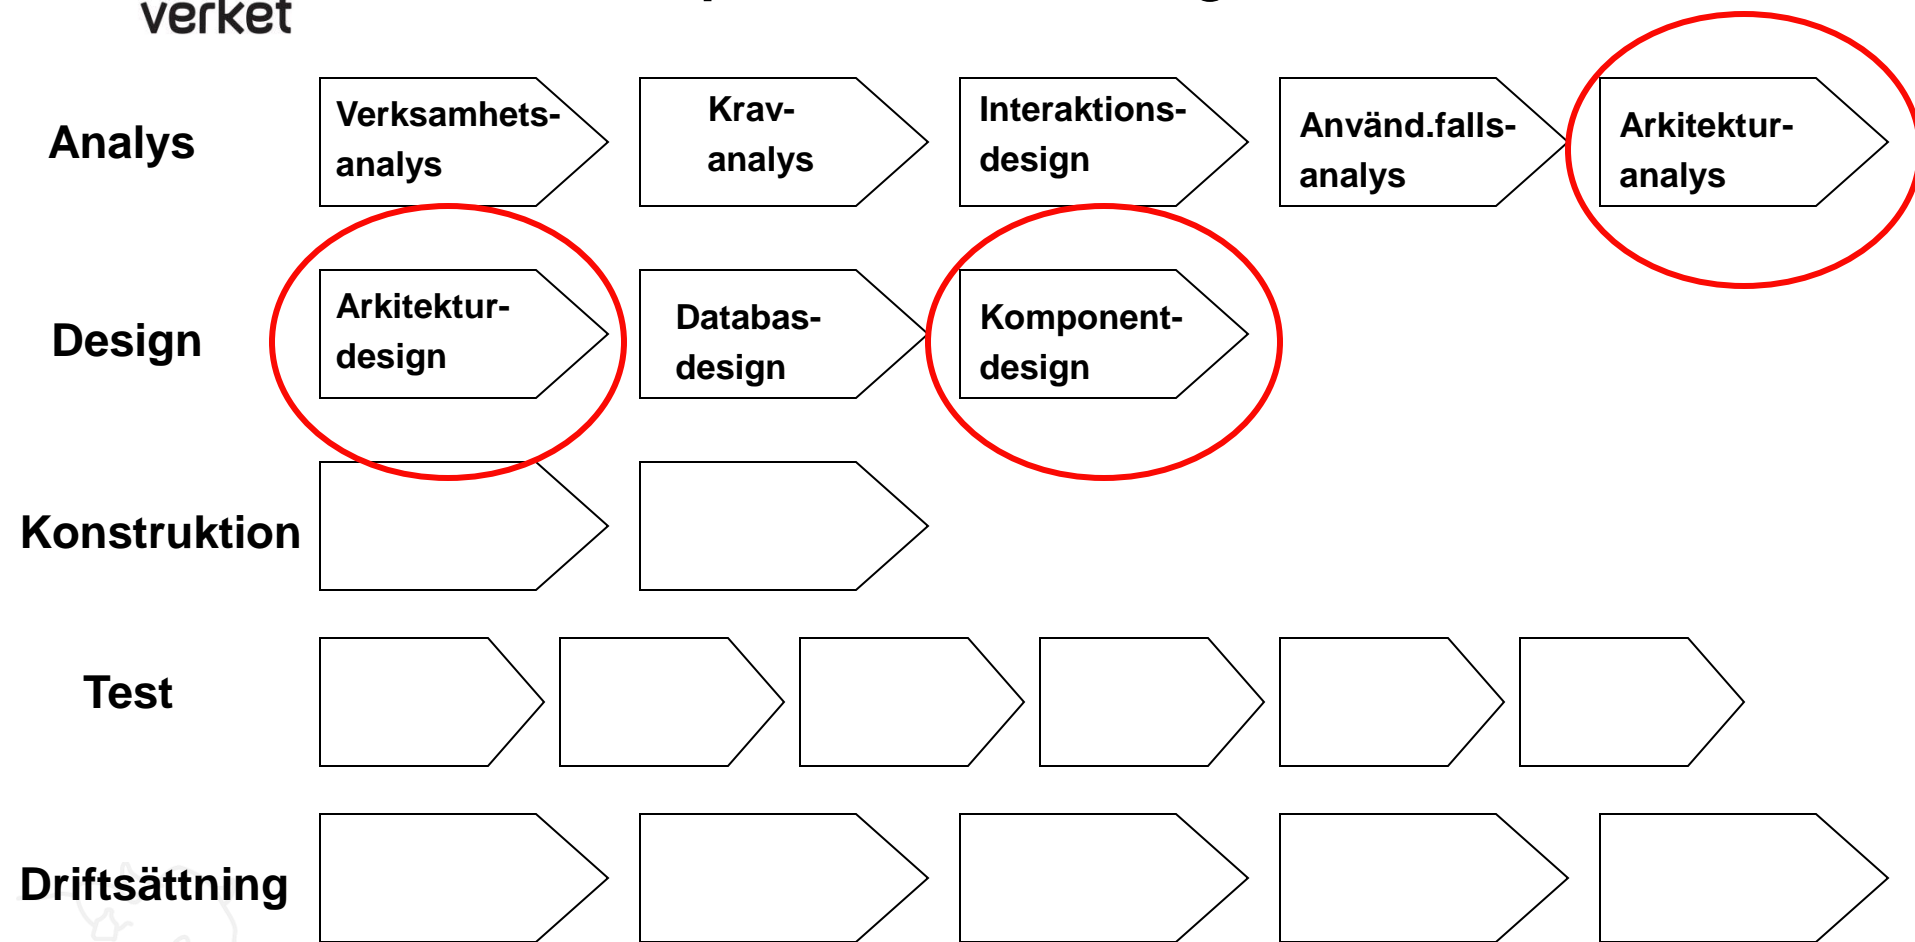 verket
Analys
Verksamhets-
analys
Krav-
analys
Interaktions-
design
Använd.falls-
analys
Arkitektur-
analys
Design
Arkitektur-
design
Databas-
design
Komponent-
design
Konstruktion
Test
Driftsättning